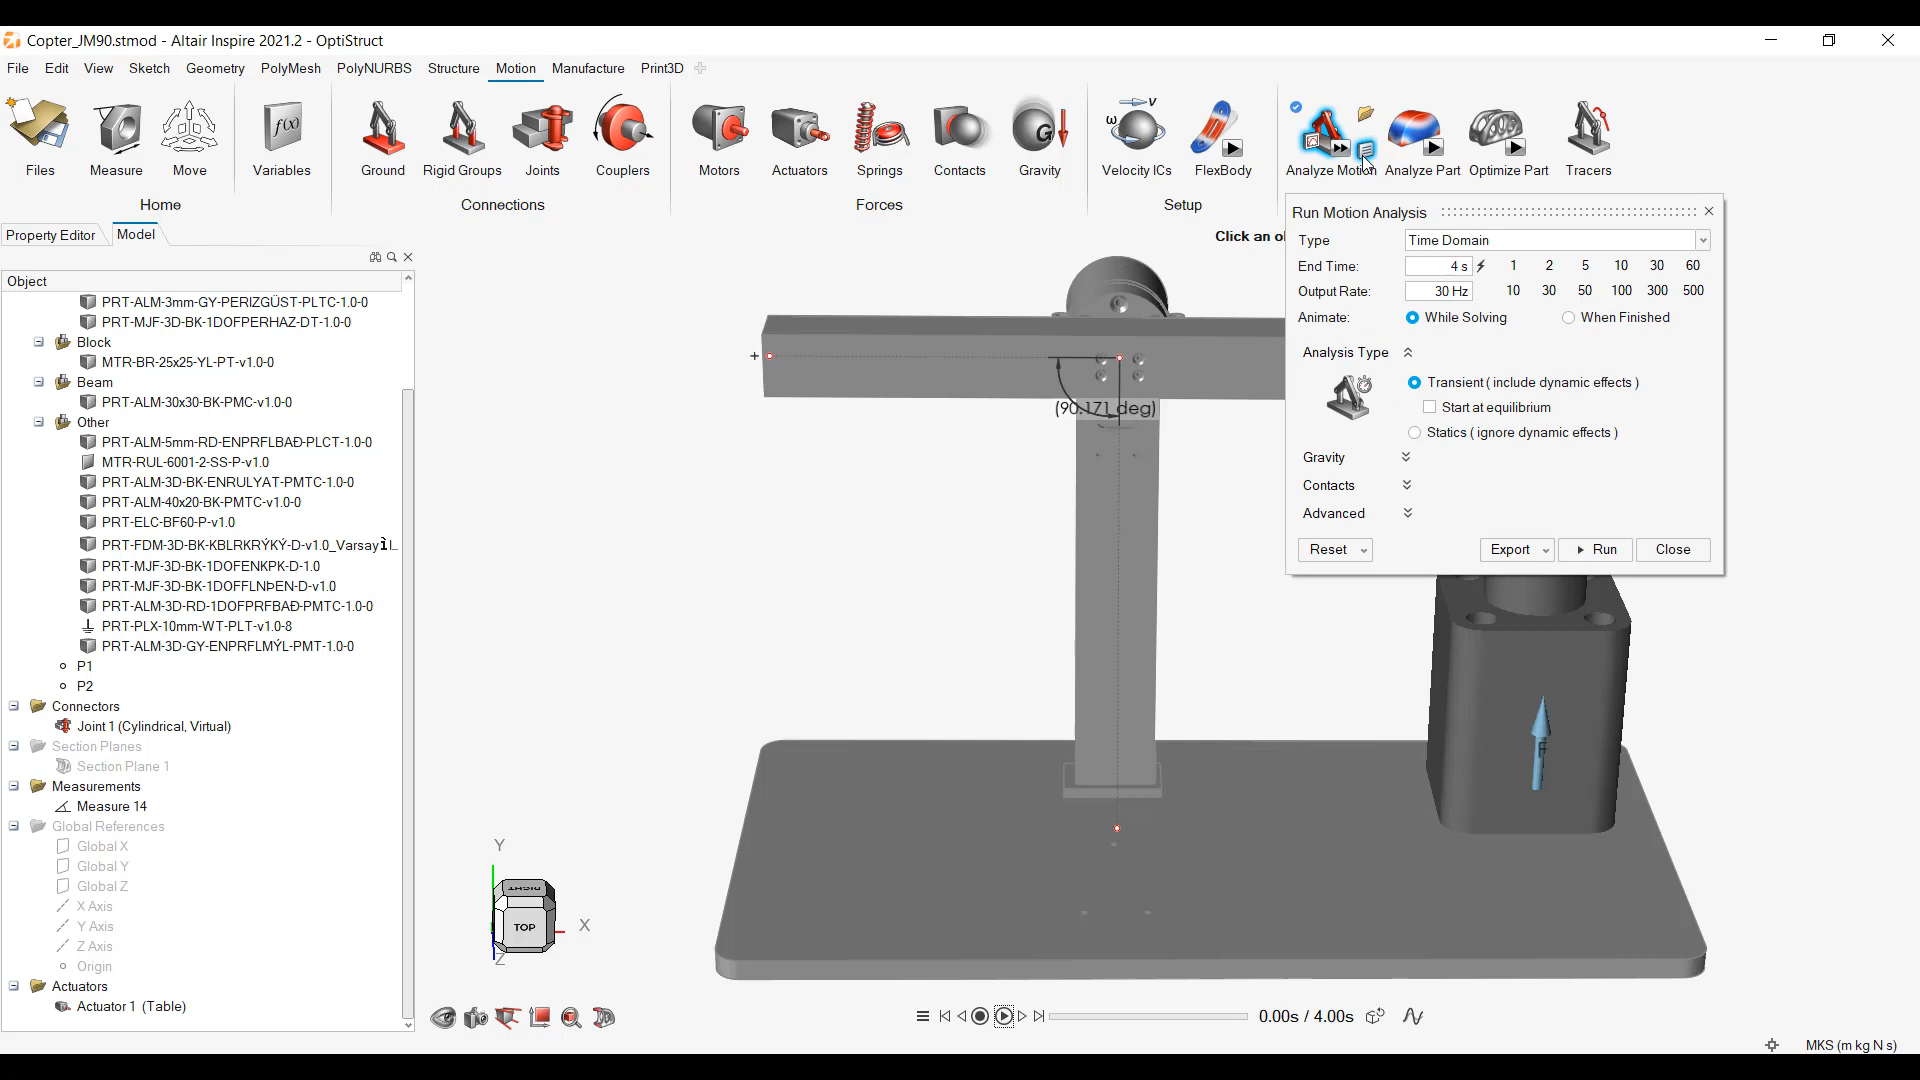 Copter_JM90.stmod - Altair Inspire 2021.2 - OptiStruct
File Edit View Sketch Geometry PolyMesh PolyNURBS Structure Motion Manufacture Print3D
f(x) G ω v
Files Measure Move Variables Ground Rigid Groups Joints Couplers Motors Actuators Springs Contacts Gravity Velocity ICs FlexBody Analyze Motion Analyze Part Optimize Part Tracers
Home Connections Forces Setup
Property Editor Model
Click an ob
Object
PRT-ALM-3mm-GY-PERIZGÜST-PLTC-1.0-0
PRT-MJF-3D-BK-1DOFPERHAZ-DT-1.0-0
Block
MTR-BR-25x25-YL-PT-v1.0-0
Beam
PRT-ALM-30x30-BK-PMC-v1.0-0
Other
PRT-ALM-5mm-RD-ENPRFLBAÐ-PLCT-1.0-0
MTR-RUL-6001-2-SS-P-v1.0
PRT-ALM-3D-BK-ENRULYAT-PMTC-1.0-0
PRT-ALM-40x20-BK-PMTC-v1.0-0
PRT-ELC-BF60-P-v1.0
PRT-FDM-3D-BK-KBLRKRÝKÝ-D-v1.0_Varsayı
PRT-MJF-3D-BK-1DOFENKPK-D-1.0
PRT-MJF-3D-BK-1DOFFLNÞEN-D-v1.0
PRT-ALM-3D-RD-1DOFPRFBAÐ-PMTC-1.0-0
PRT-PLX-10mm-WT-PLT-v1.0-8
PRT-ALM-3D-GY-ENPRFLMÝL-PMT-1.0-0
P1
P2
Connectors
Joint 1 (Cylindrical, Virtual)
Section Planes
Section Plane 1
Measurements
Measure 14
Global References
Global X
Global Y
Global Z
X Axis
Y Axis
Z Axis
Origin
Actuators
Actuator 1 (Table)
Run Motion Analysis
Type Time Domain
End Time: 4 s 1 2 5 10 30 60
Output Rate: 30 Hz 10 30 50 100 300 500
Animate: While Solving When Finished
Analysis Type
Transient ( include dynamic effects )
Start at equilibrium
Statics ( ignore dynamic effects )
Gravity
Contacts
Advanced
Reset Export Run Close
(90.171 deg)
F
Y
RIGHT
TOP
X
Z
0.00s / 4.00s
MKS (m kg N s)